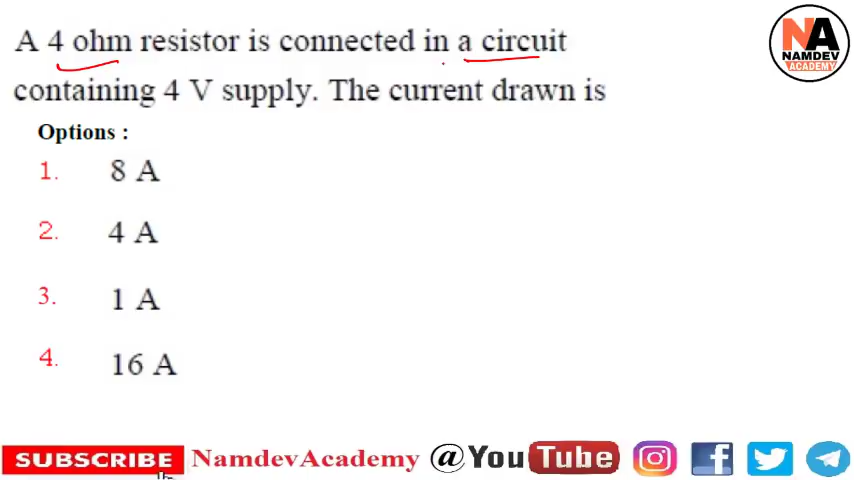 A 4 ohm resistor is connected in a circuit
containing 4 V supply. The current drawn is
Options :
1. 8 A
2. 4 A
3. 1 A
4. 16 A
NA
NAMDEV
ACADEMY
SUBSCRIBE NamdevAcademy @YouTube